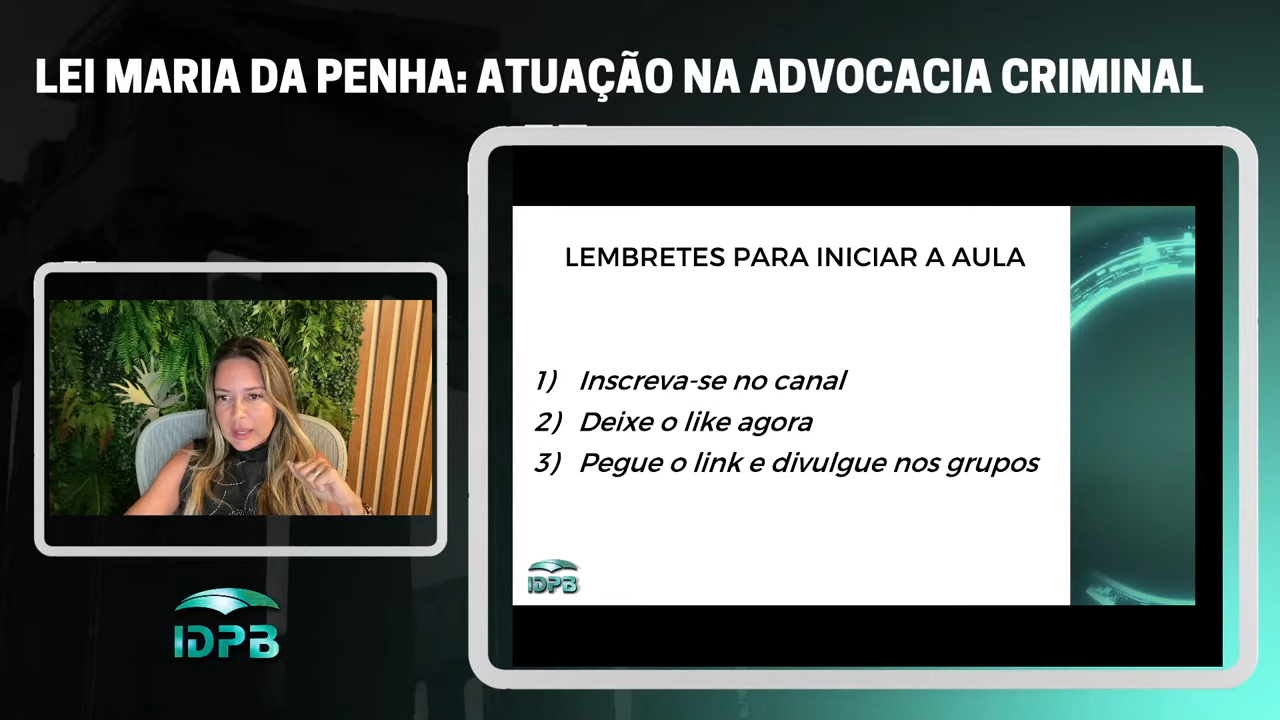 LEI MARIA DA PENHA: ATUAÇÃO NA ADVOCACIA CRIMINAL
LEMBRETES PARA INICIAR A AULA
1) Inscreva-se no canal
2) Deixe o like agora
3) Pegue o link e divulgue nos grupos
IDPB
IDPB